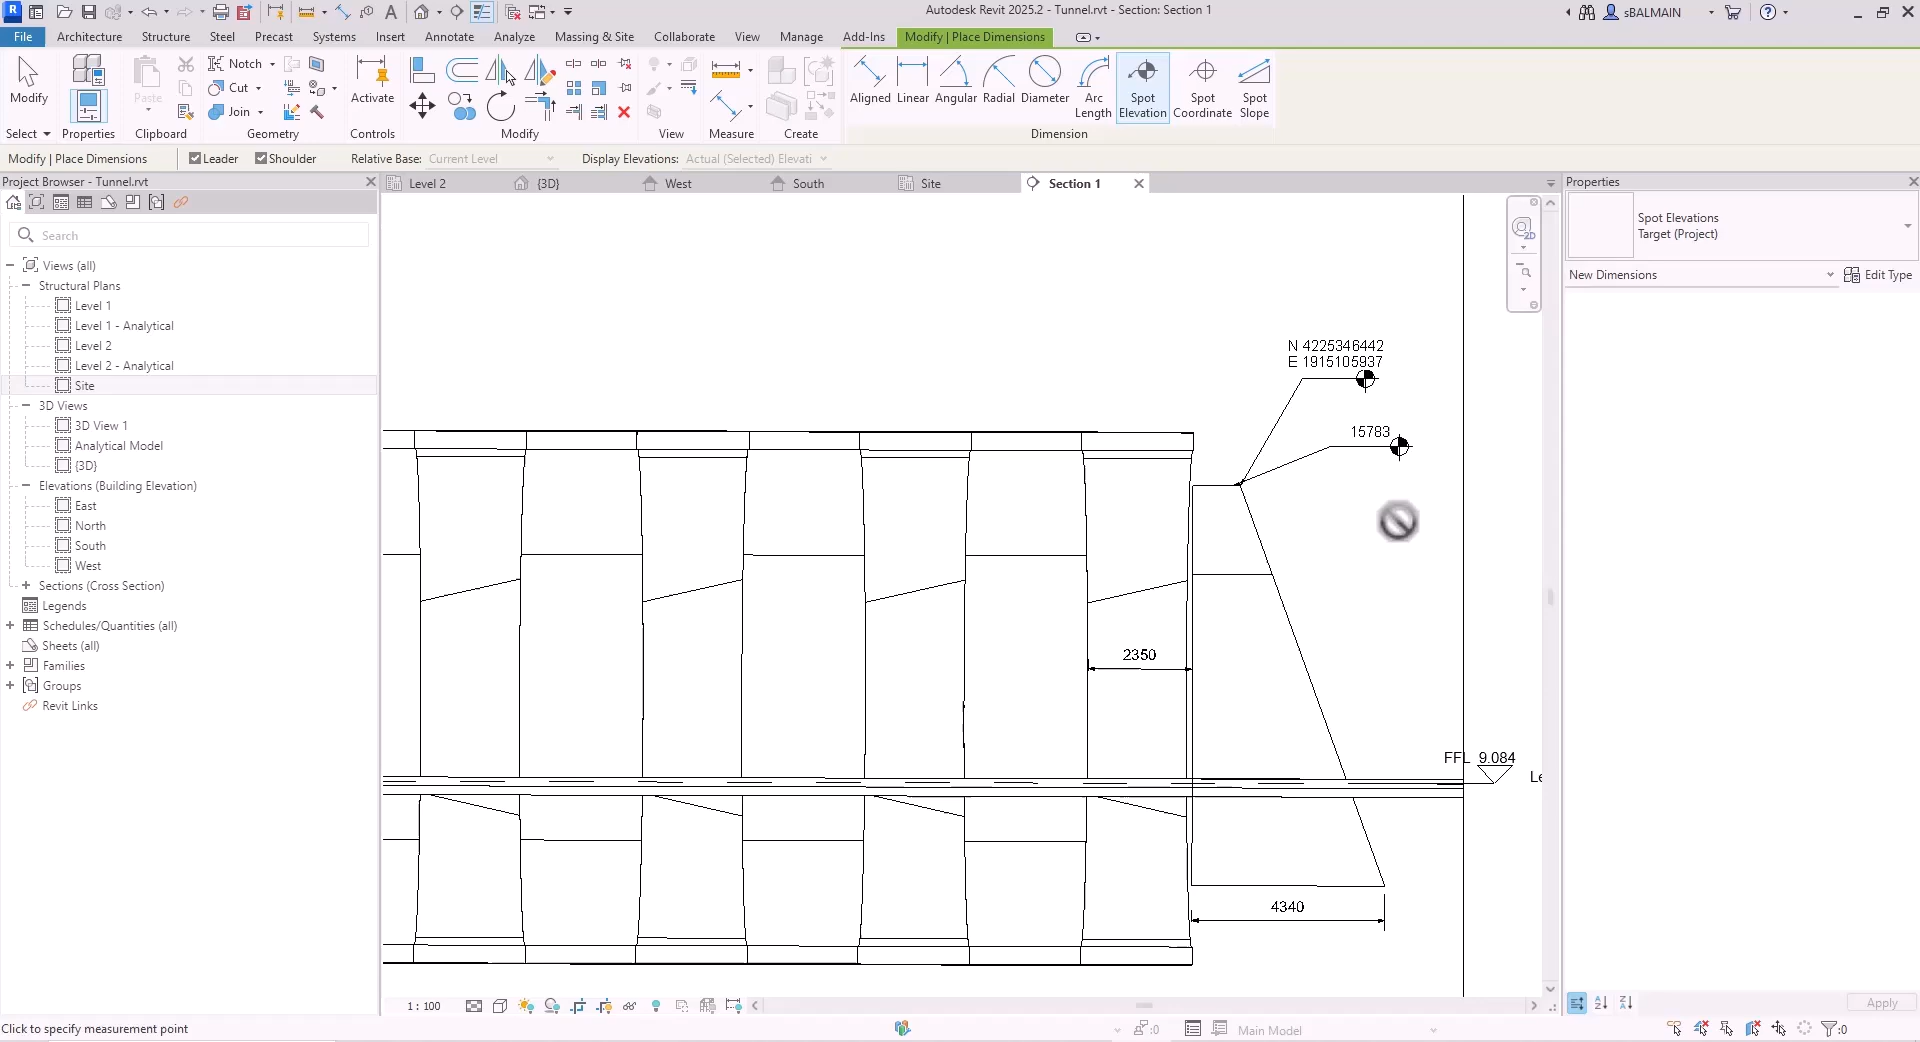 Autodesk Revit 2025.2 - Tunnel.rvt - Section: Section 1
sBALMAIN
File
Architecture
Structure
Steel
Precast
Systems
Insert
Annotate
Analyze
Massing & Site
Collaborate
View
Manage
Add-Ins
Modify | Place Dimensions
Modify
Paste
Notch
Cut
Join
Activate
Aligned
Linear
Angular
Radial
Diameter
Arc Length
Spot Elevation
Spot Coordinate
Spot Slope
Select
Properties
Clipboard
Geometry
Controls
Modify
View
Measure
Create
Dimension
Modify | Place Dimensions
Leader
Shoulder
Relative Base: Current Level
Display Elevations: Actual (Selected) Elevati
Project Browser - Tunnel.rvt
Level 2
{3D}
West
South
Site
Section 1
Properties
Search
Views (all)
Structural Plans
Level 1
Level 1 - Analytical
Level 2
Level 2 - Analytical
Site
3D Views
3D View 1
Analytical Model
{3D}
Elevations (Building Elevation)
East
North
South
West
Sections (Cross Section)
Legends
Schedules/Quantities (all)
Sheets (all)
Families
Groups
Revit Links
2D
N 4225346442
E 1915105937
15783
2350
FFL 9.084
Le
4340
Spot Elevations
Target (Project)
New Dimensions
Edit Type
1 : 100
Apply
Click to specify measurement point
:0
Main Model
:0